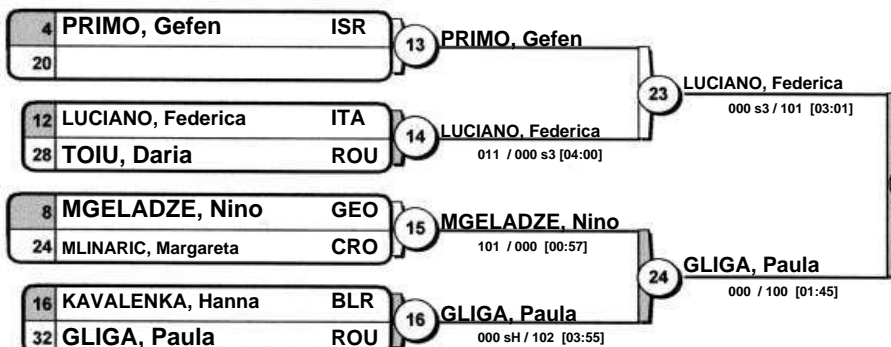 4 PRIMO, Gefen ISR
20
13 PRIMO, Gefen
12 LUCIANO, Federica ITA
28 TOIU, Daria ROU
14 LUCIANO, Federica
011 / 000 s3 [04:00]
23 LUCIANO, Federica
000 s3 / 101 [03:01]
8 MGELADZE, Nino GEO
24 MLINARIC, Margareta CRO
15 MGELADZE, Nino
101 / 000 [00:57]
16 KAVALENKA, Hanna BLR
32 GLIGA, Paula ROU
16 GLIGA, Paula
000 sH / 102 [03:55]
24 GLIGA, Paula
000 / 100 [01:45]